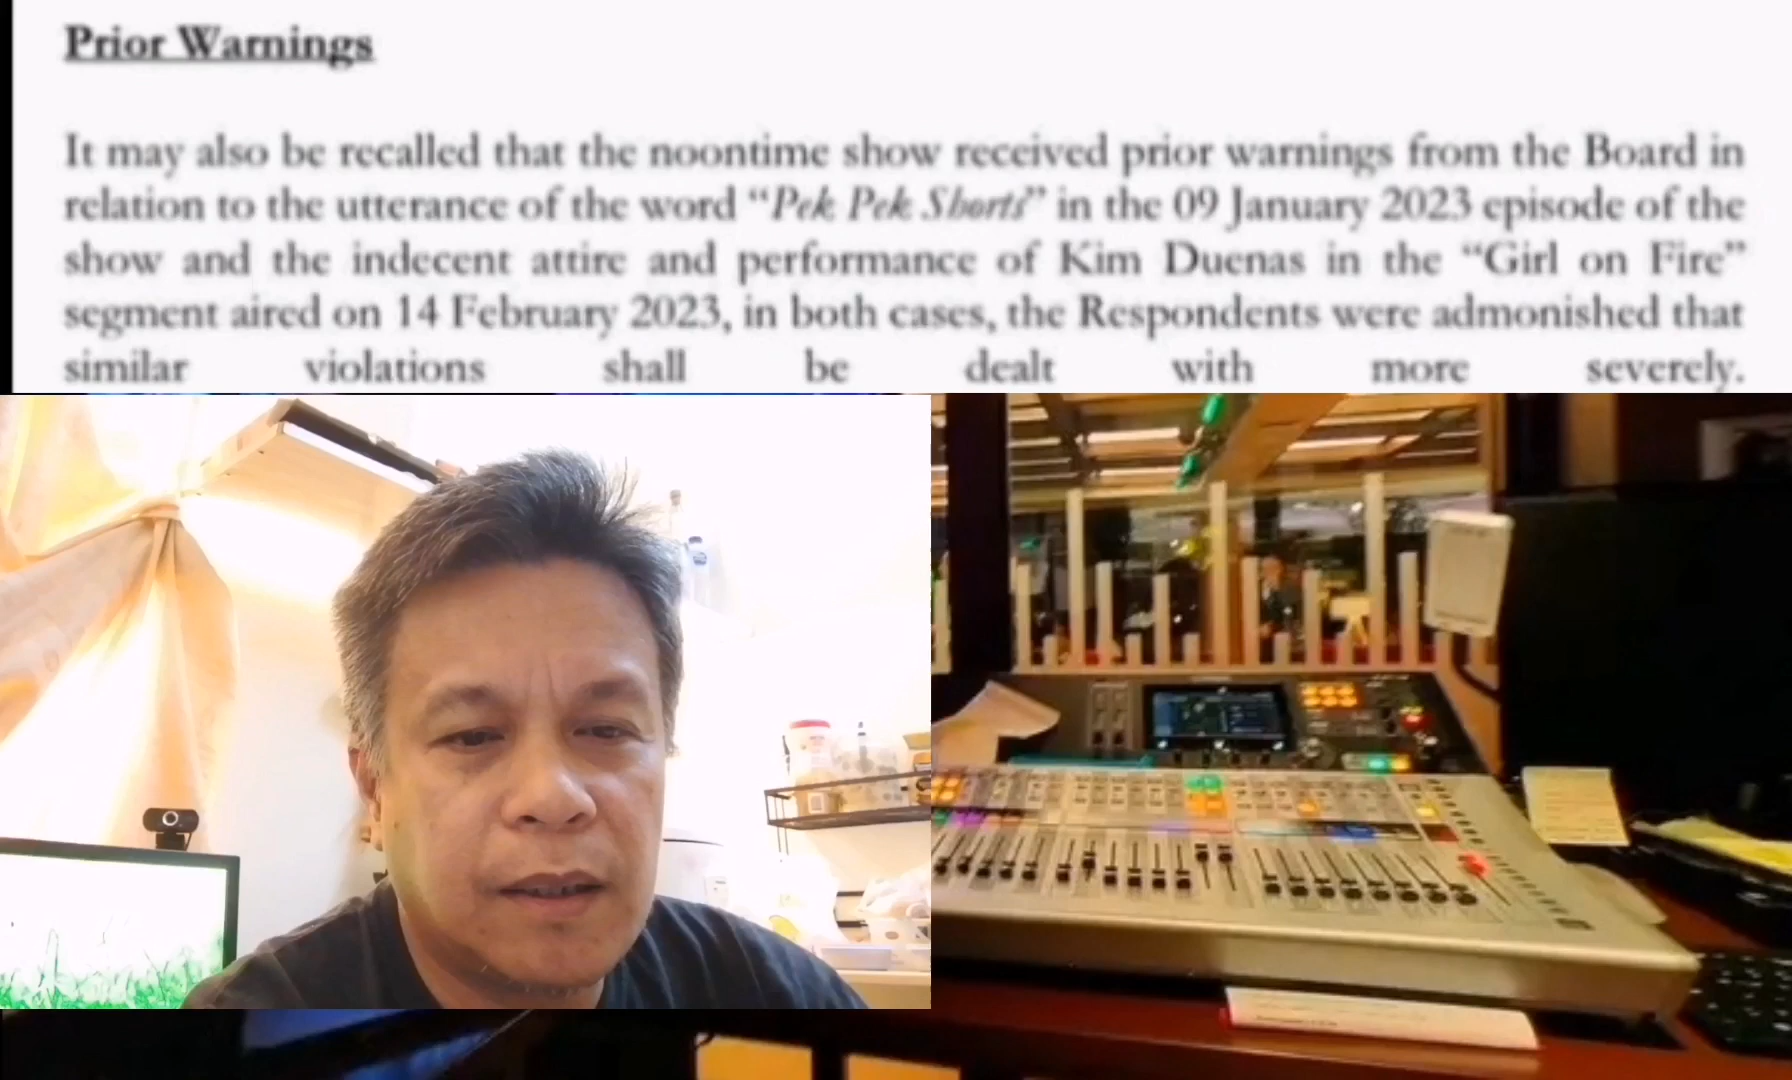 Prior Warnings
It may also be recalled that the noontime show received prior warnings from the Board in
relation to the utterance of the word “Pek Pek Shorts” in the 09 January 2023 episode of the
show and the indecent attire and performance of Kim Duenas in the “Girl on Fire”
segment aired on 14 February 2023, in both cases, the Respondents were admonished that
similar violations shall be dealt with more severely.